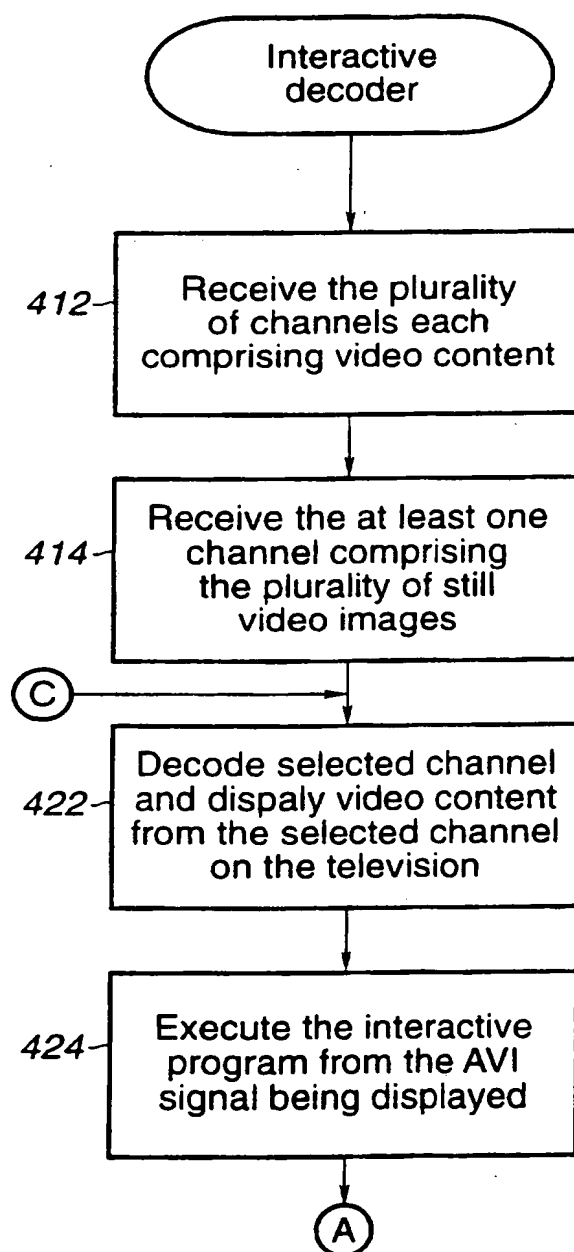 Interactive
decoder
412
Receive the plurality
of channels each
comprising video content
414
Receive the at least one
channel comprising
the plurality of still
video images
C
422
Decode selected channel
and dispaly video content
from the selected channel
on the television
424
Execute the interactive
program from the AVI
signal being displayed
A